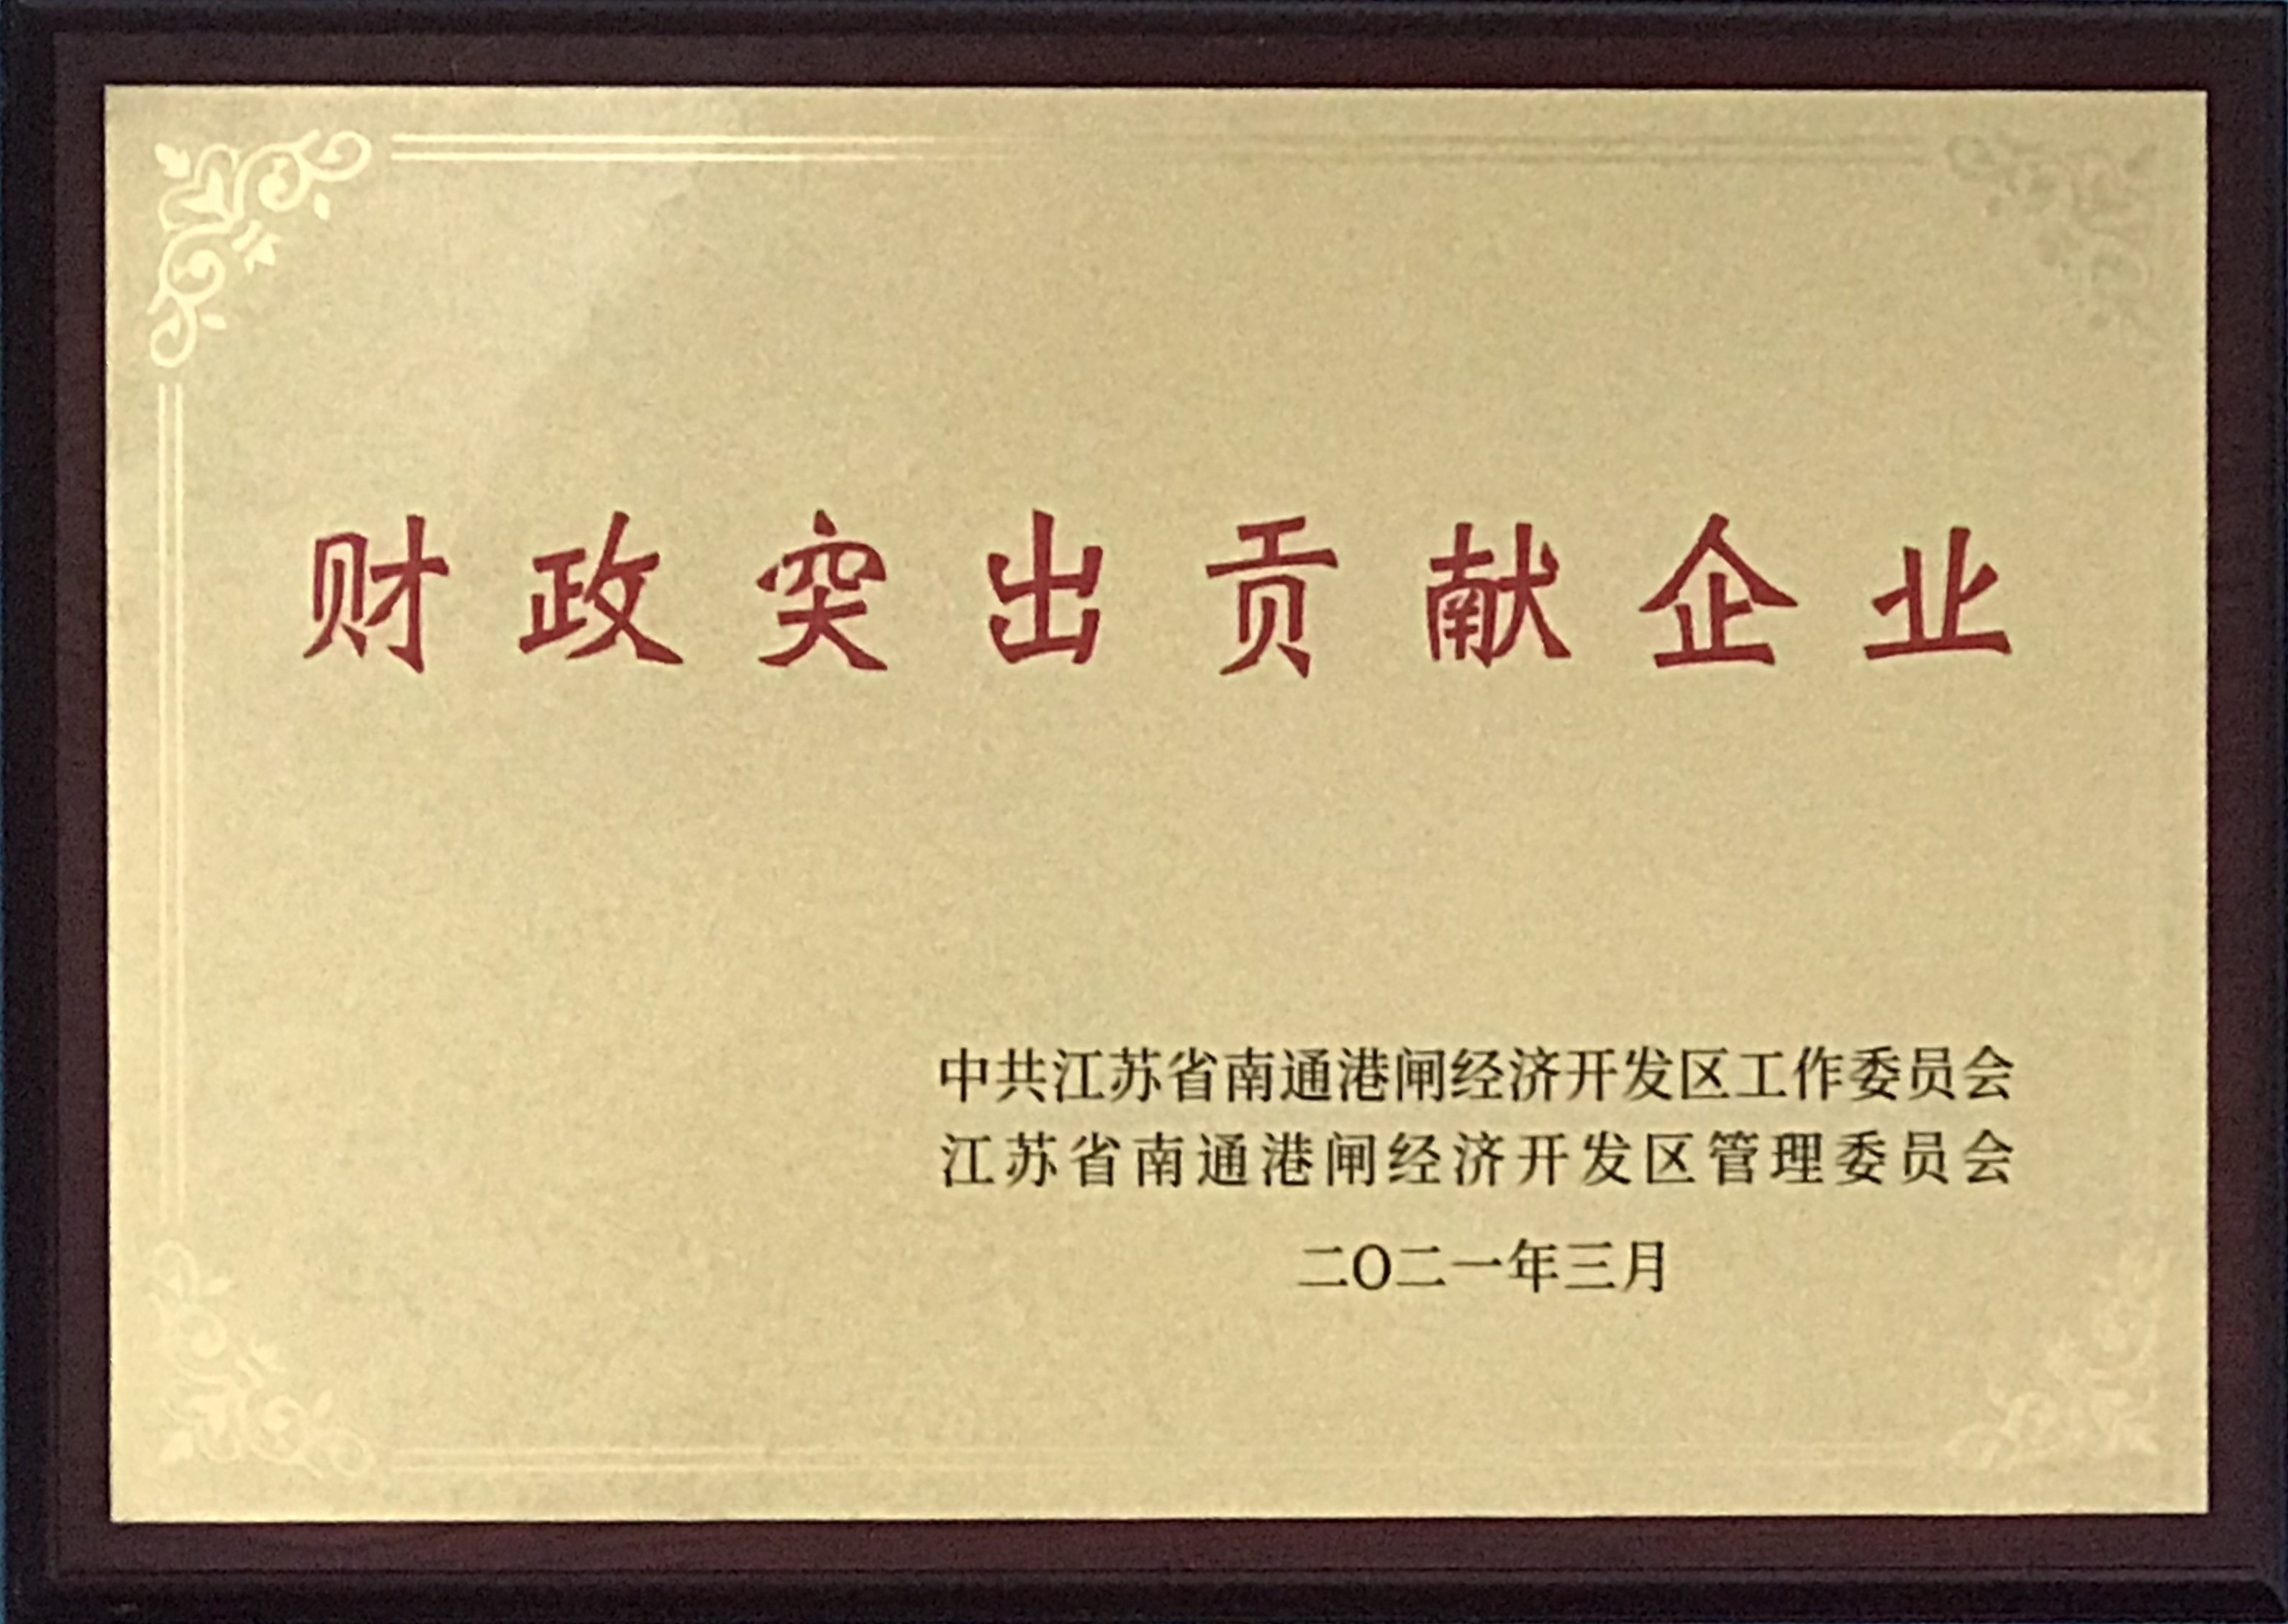 财政突出贡献企业
中共江苏省南通港闸经济开发区工作委员会
江苏省南通港闸经济开发区管理委员会
二〇二一年三月